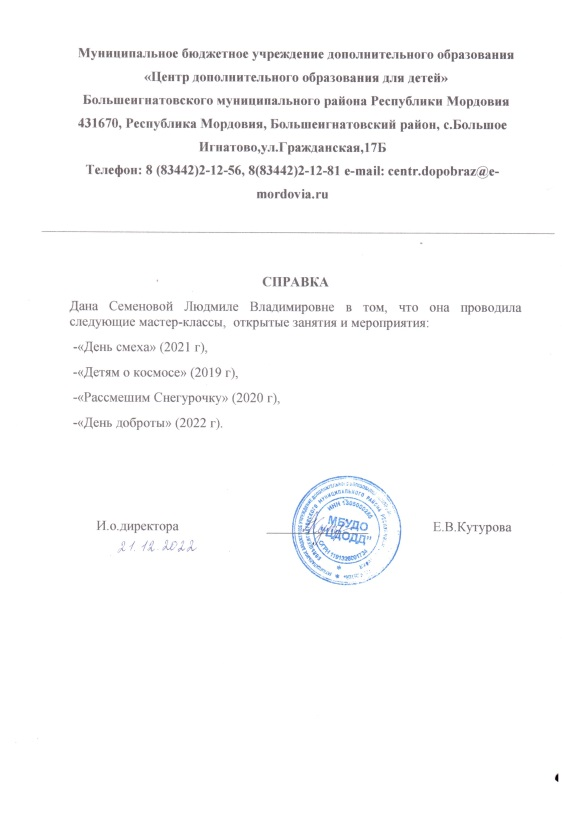 Муниципальное бюджетное учреждение дополнительного образования
«Центр дополнительного образования для детей»
Большеигнатовского муниципального района Республики Мордовия
431670, Республика Мордовия, Большеигнатовский район, с.Большое
Игнатово,ул.Гражданская,17Б
Телефон: 8 (83442)2-12-56, 8(83442)2-12-81 e-mail: centr.dopobraz@e-
mordovia.ru
СПРАВКА
Дана Семеновой Людмиле Владимировне в том, что она проводила
следующие мастер-классы, открытые занятия и мероприятия:
-«День смеха» (2021 г),
-«Детям о космосе» (2019 г),
-«Рассмешим Снегурочку» (2020 г),
-«День доброты» (2022 г).
И.о.директора
МБУДО
"ЦДОДД"
Е.В.Кутурова
21.12.2022